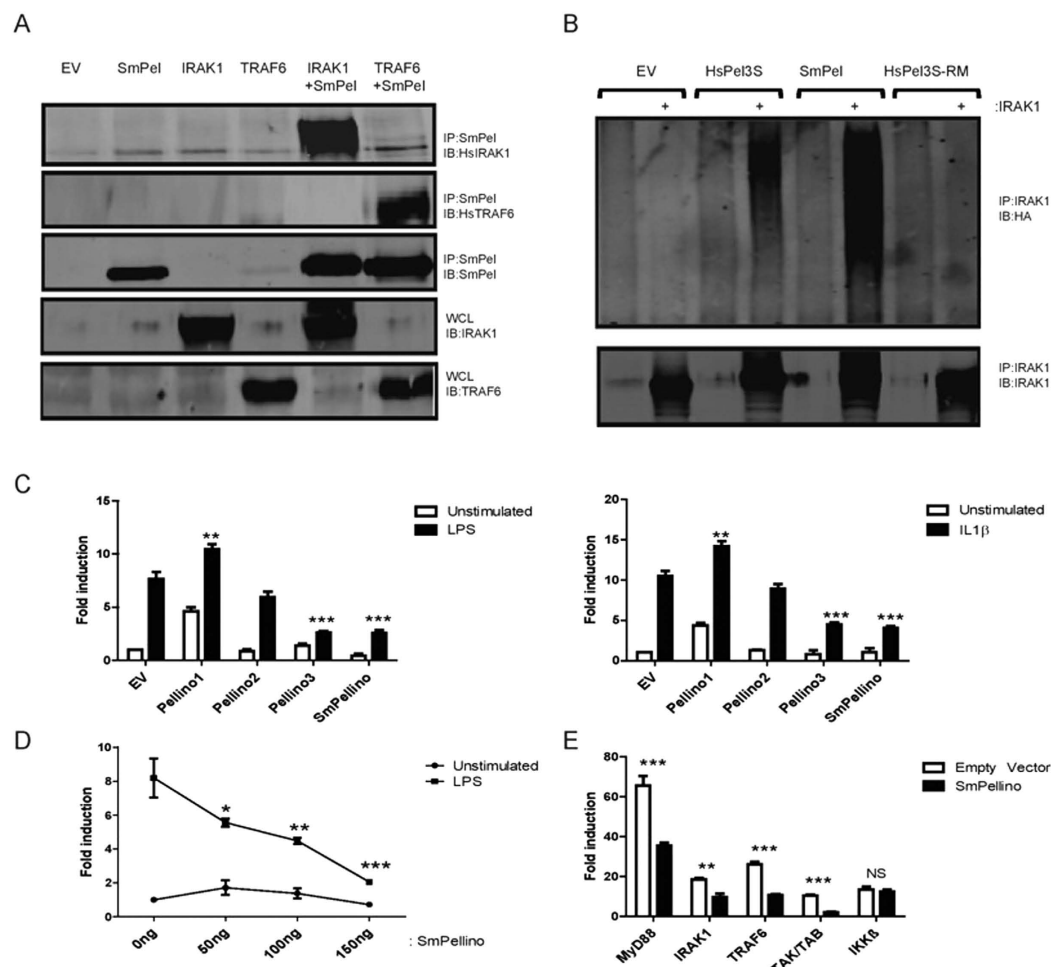 A
EV SmPel IRAK1 TRAF6 IRAK1 +SmPel TRAF6 +SmPel
IP:SmPel
IB:HsIRAK1
IP:SmPel
IB:HsTRAF6
IP:SmPel
IB:SmPel
WCL
IB:IRAK1
WCL
IB:TRAF6
B
EV HsPel3S SmPel HsPel3S-RM
+ + + + :IRAK1
IP:IRAK1
IB:HA
IP:IRAK1
IB:IRAK1
C
Fold induction
15
10
5
0
** *** ***
EV Pellino1 Pellino2 Pellino3 SmPellino
Unstimulated
LPS
Fold induction
20
15
10
5
0
** *** ***
EV Pellino1 Pellino2 Pellino3 SmPellino
Unstimulated
IL1β
D
Fold induction
10
8
6
4
2
0
* ** ***
0ng 50ng 100ng 150ng : SmPellino
Unstimulated
LPS
E
Fold induction
80
60
40
20
0
*** ** *** *** NS
MyD88 IRAK1 TRAF6 TAK/TAB IKKß
Empty Vector
SmPellino